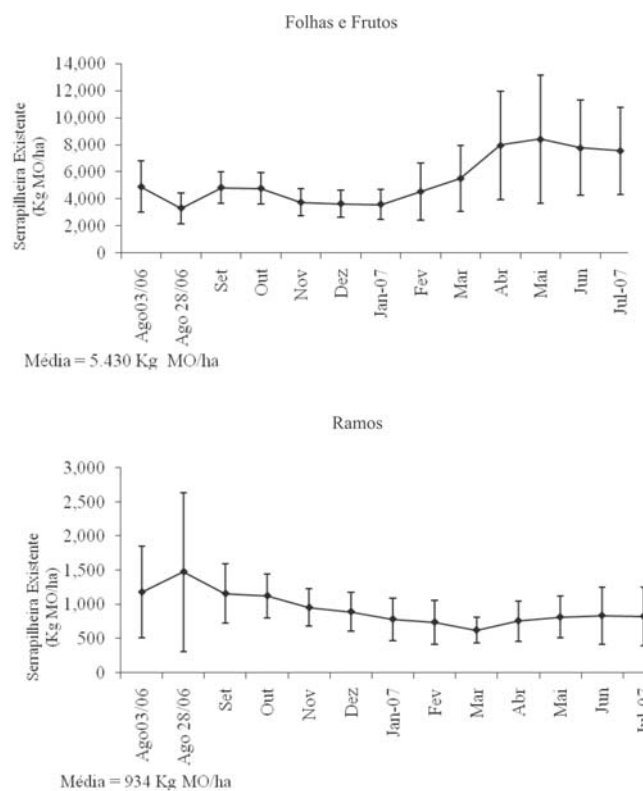 Folhas e Frutos
Serrapilheira Existente
(Kg MO/ha)
14,000
12,000
10,000
8,000
6,000
4,000
2,000
0
Ago03/06
Ago 28/06
Set
Out
Nov
Dez
Jan-07
Fev
Mar
Abr
Mai
Jun
Jul-07
Média = 5.430 Kg MO/ha
Ramos
Serrapilheira Existente
(Kg MO/ha)
3,000
2,500
2,000
1,500
1,000
500
0
Ago03/06
Ago 28/06
Set
Out
Nov
Dez
Jan-07
Fev
Mar
Abr
Mai
Jun
Jul-07
Média = 934 Kg MO/ha